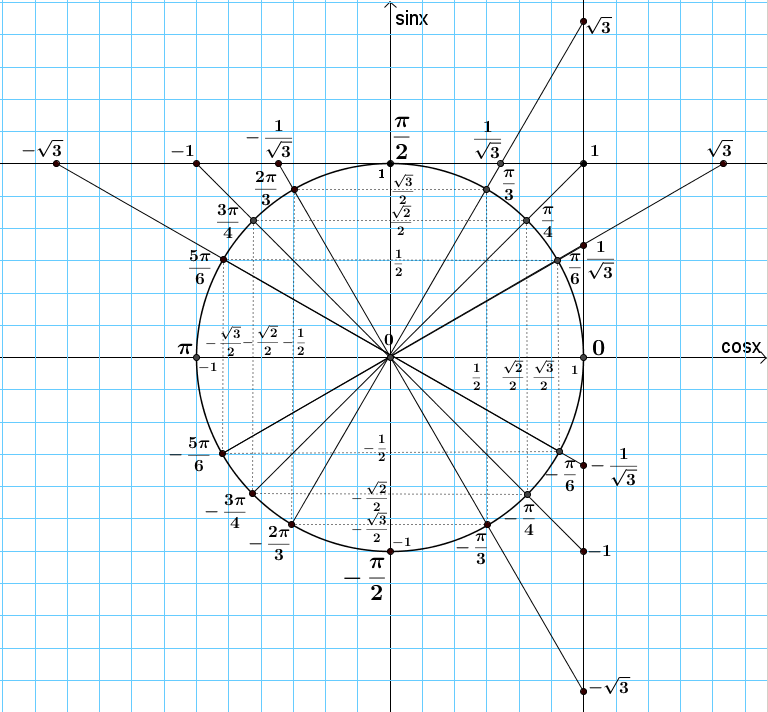 sinx
√3
-√3
-1
-1/√3
π/2
1/√3
1
√3
2π/3
1
√3/2
π/3
3π/4
√2/2
π/4
5π/6
1/2
π/6
1/√3
π
-√3/2
-√2/2
-1/2
0
0
cosx
-1
1/2
√2/2
√3/2
1
-5π/6
-1/2
-π/6
-1/√3
-3π/4
-√2/2
-π/4
-2π/3
-√3/2
-π/3
-1
-1
-π/2
-√3